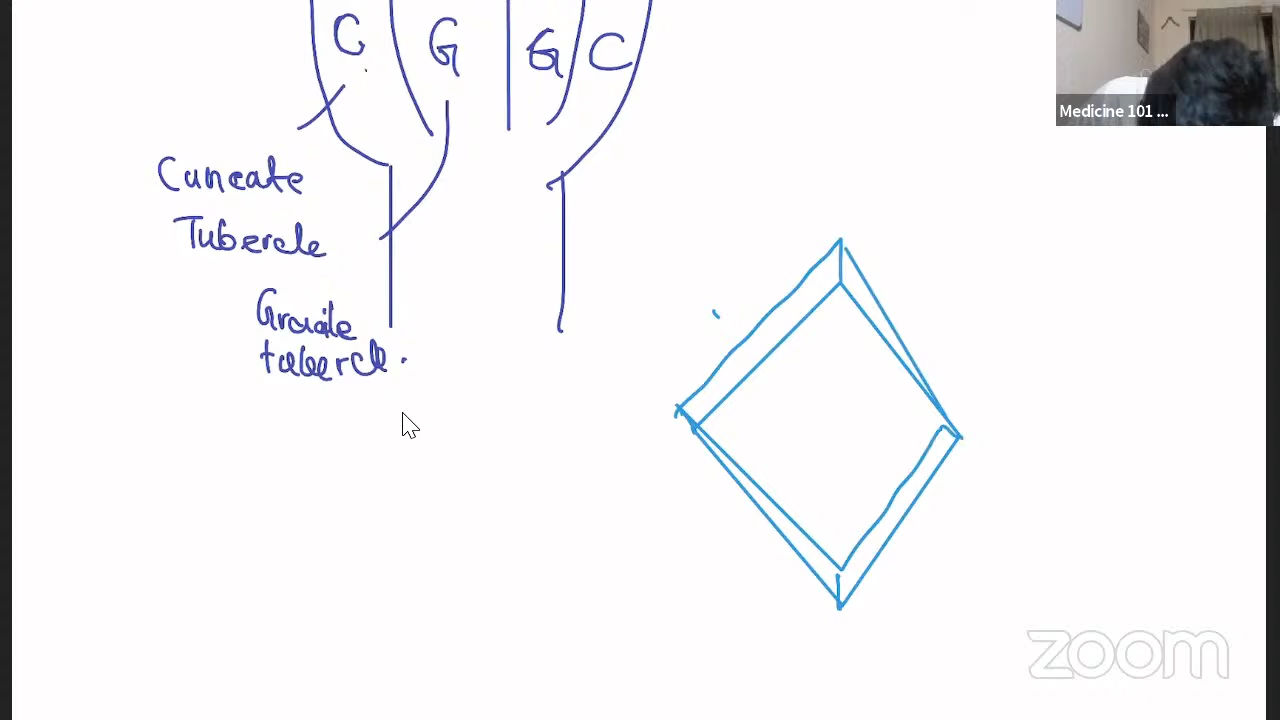 C G G C
Medicine 101 ...
Cuneate
Tubercle
Gracile
tubercle
zoom